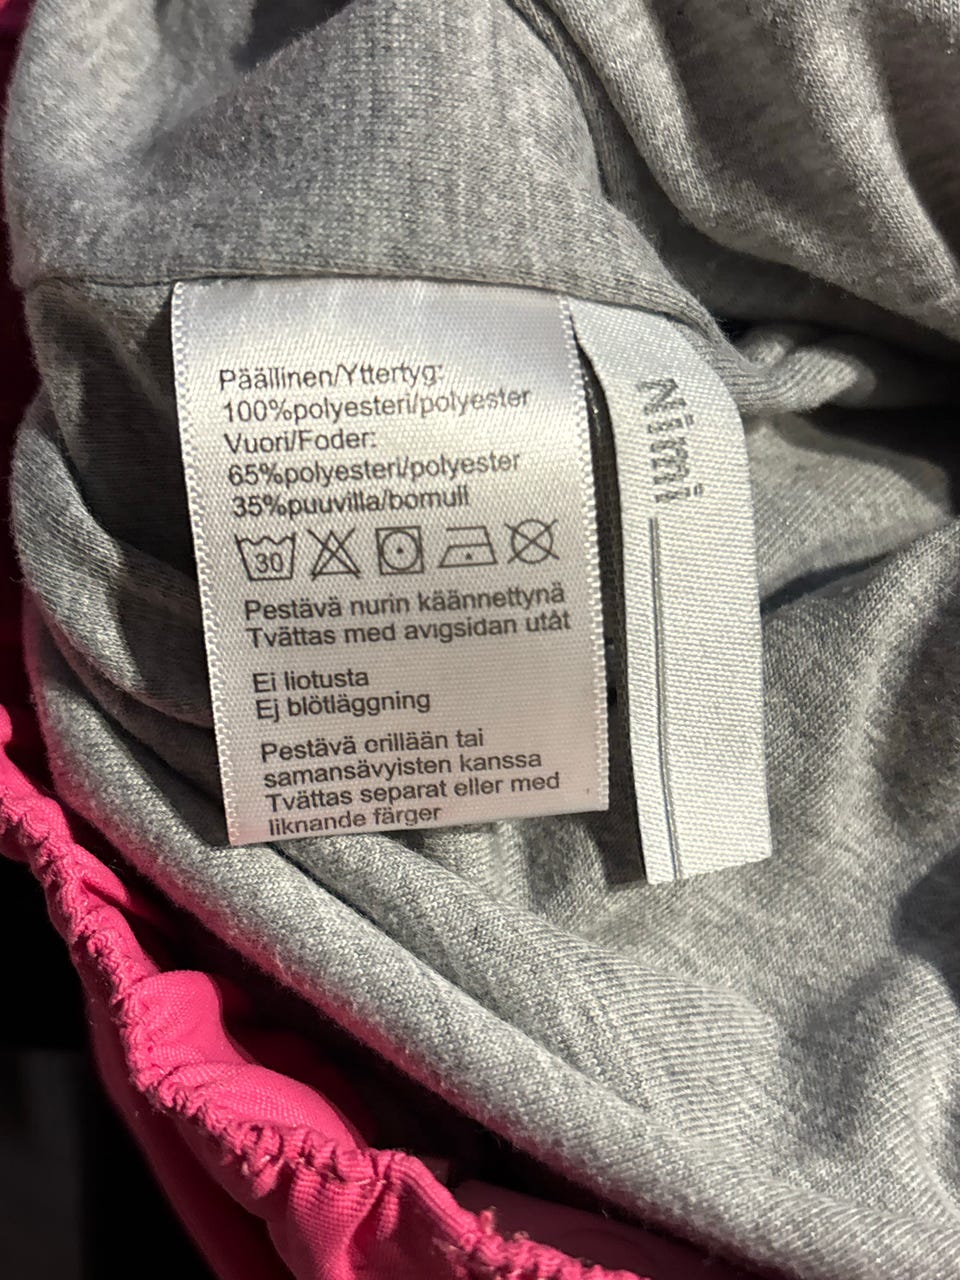 Päällinen/Yttertyg:
100%polyesteri/polyester
Vuori/Foder:
65%polyesteri/polyester
35%puuvilla/bomull
30
Pestävä nurin käännettynä
Tvättas med avigsidan utåt
Ei liotusta
Ej blötläggning
Pestävä erillään tai
samansävyisten kanssa
Tvättas separat eller med
liknande färger
Nimi